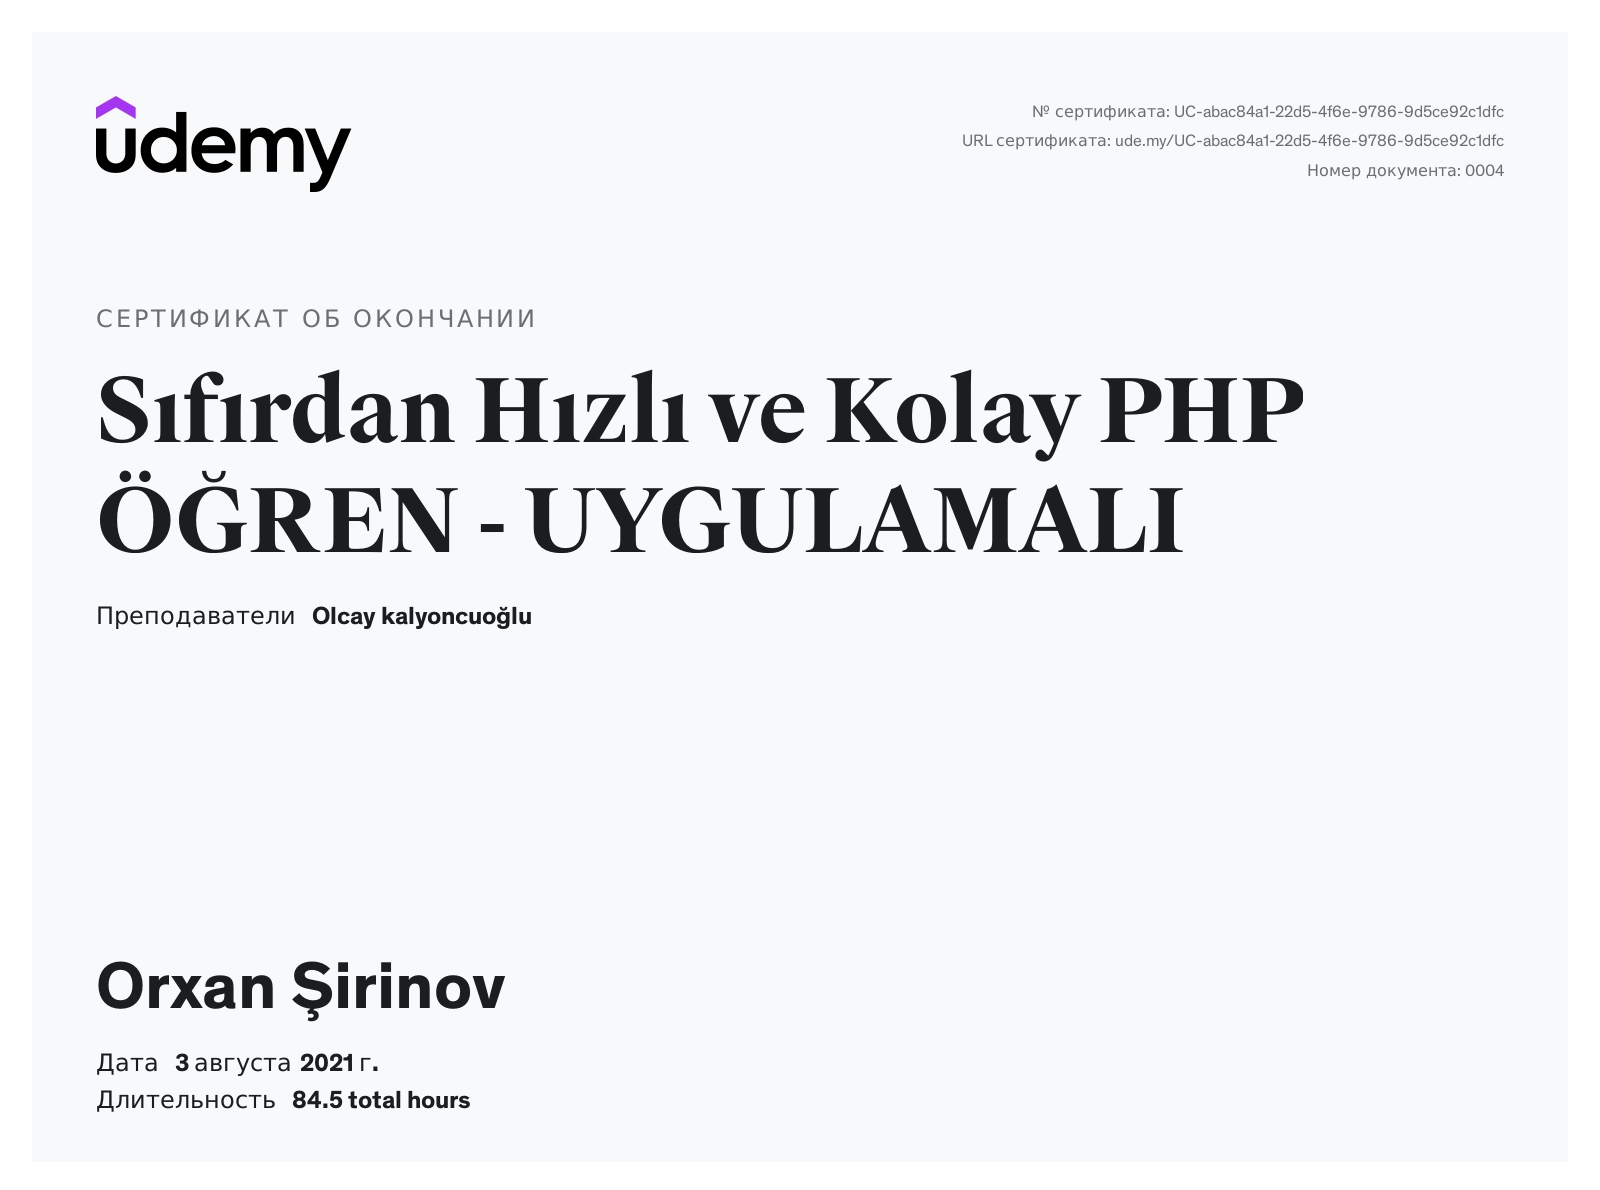 udemy
№ сертификата: UC-abac84a1-22d5-4f6e-9786-9d5ce92c1dfc
URL сертификата: ude.my/UC-abac84a1-22d5-4f6e-9786-9d5ce92c1dfc
Номер документа: 0004
СЕРТИФИКАТ ОБ ОКОНЧАНИИ
Sıfırdan Hızlı ve Kolay PHP
ÖĞREN - UYGULAMALI
Преподаватели Olcay kalyoncuoğlu
Orxan Şirinov
Дата 3 августа 2021 г.
Длительность 84.5 total hours